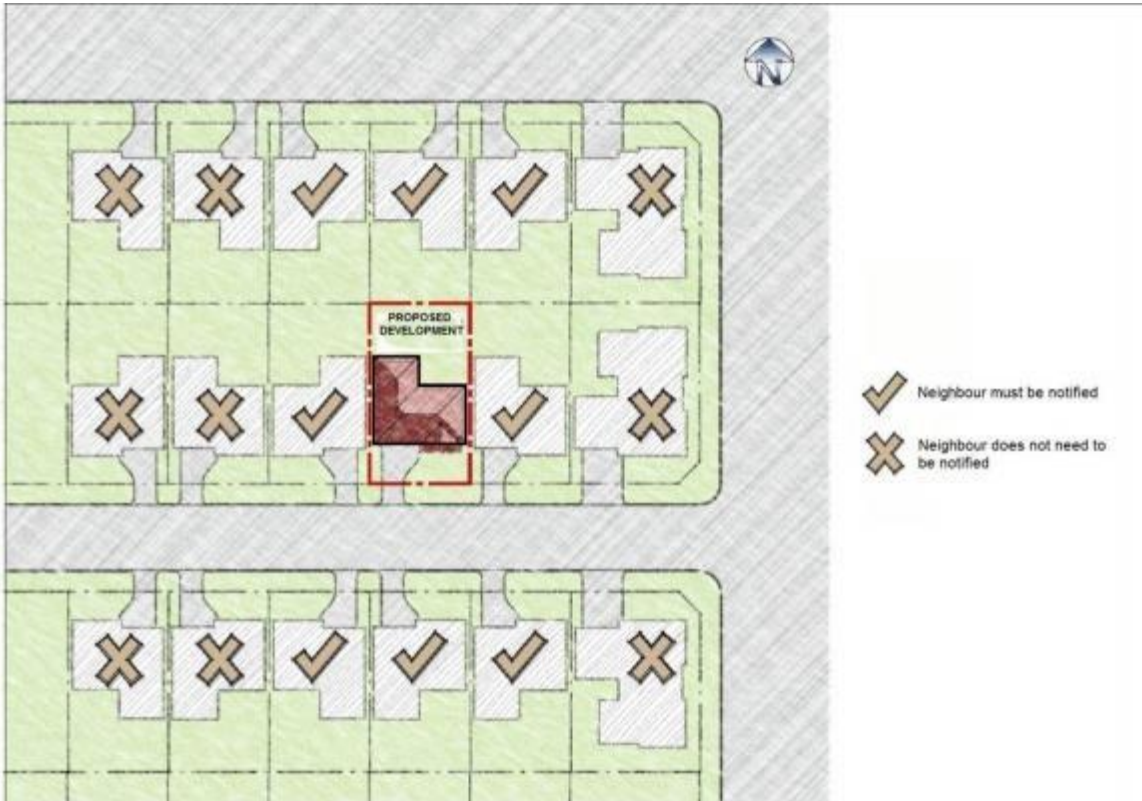 N
PROPOSED
DEVELOPMENT
Neighbour must be notified
Neighbour does not need to
be notified